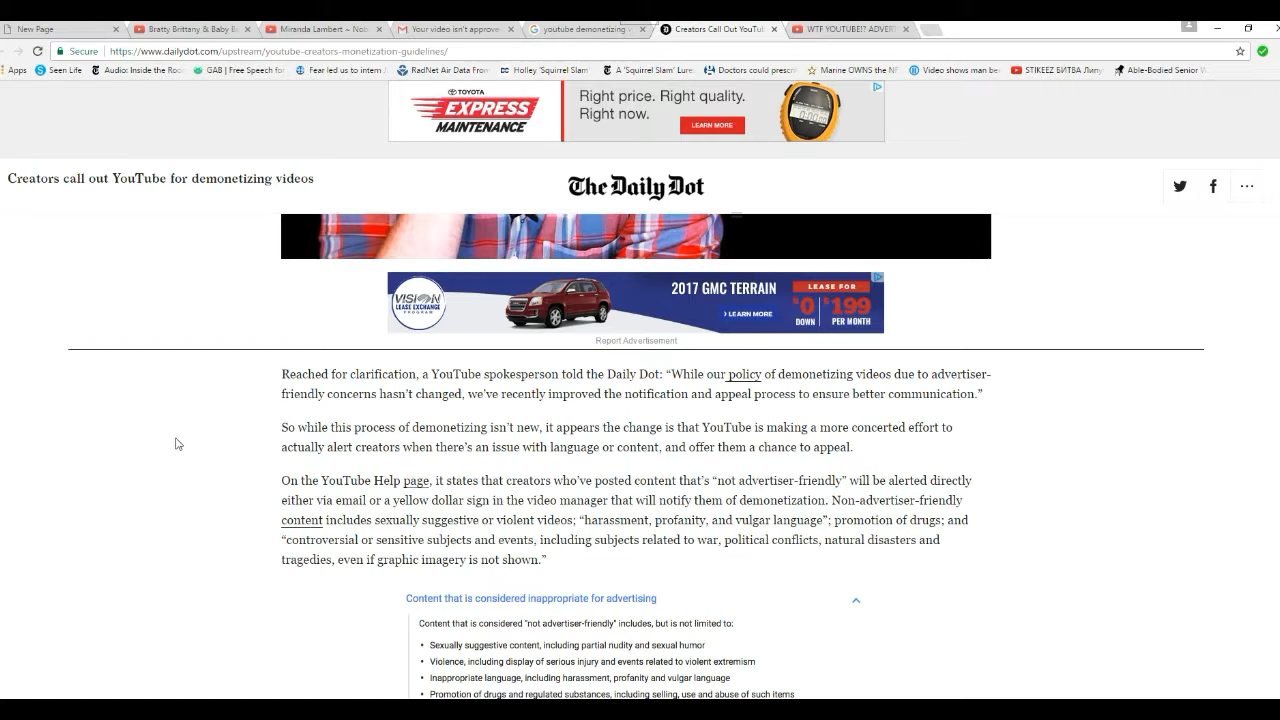 New Page
Bratty Brittany & Baby B
Miranda Lambert ~ Nob
Your video isn't approve
youtube demonetizing v
Creators Call Out YouTu
WTF YOUTUBE!? ADVERT
Secure
https://www.dailydot.com/upstream/youtube-creators-monetization-guidelines/
Apps
Seen Life
Audio: Inside the Roo
GAB | Free Speech for
Fear led us to intern J
RadNet Air Data From
Holley 'Squirrel Slam'
A 'Squirrel Slam' Lure
Doctors could prescr
Marine OWNS the NF
Video shows man be
STIKEEZ БИТВА Липу
Able-Bodied Senior W
TOYOTA
EXPRESS
MAINTENANCE
Right price. Right quality.
Right now.
LEARN MORE
0:00
Creators call out YouTube for demonetizing videos
The Daily Dot
VISION
LEASE EXCHANGE
PROGRAM
2017 GMC TERRAIN
› LEARN MORE
LEASE FOR
$0
DOWN
$199
PER MONTH
Report Advertisement
Reached for clarification, a YouTube spokesperson told the Daily Dot: “While our policy of demonetizing videos due to advertiser-
friendly concerns hasn’t changed, we’ve recently improved the notification and appeal process to ensure better communication.”
So while this process of demonetizing isn’t new, it appears the change is that YouTube is making a more concerted effort to
actually alert creators when there’s an issue with language or content, and offer them a chance to appeal.
On the YouTube Help page, it states that creators who’ve posted content that’s “not advertiser-friendly” will be alerted directly
either via email or a yellow dollar sign in the video manager that will notify them of demonetization. Non-advertiser-friendly
content includes sexually suggestive or violent videos; “harassment, profanity, and vulgar language”; promotion of drugs; and
“controversial or sensitive subjects and events, including subjects related to war, political conflicts, natural disasters and
tragedies, even if graphic imagery is not shown.”
Content that is considered inappropriate for advertising
Content that is considered "not advertiser-friendly" includes, but is not limited to:
• Sexually suggestive content, including partial nudity and sexual humor
• Violence, including display of serious injury and events related to violent extremism
• Inappropriate language, including harassment, profanity and vulgar language
• Promotion of drugs and regulated substances, including selling, use and abuse of such items